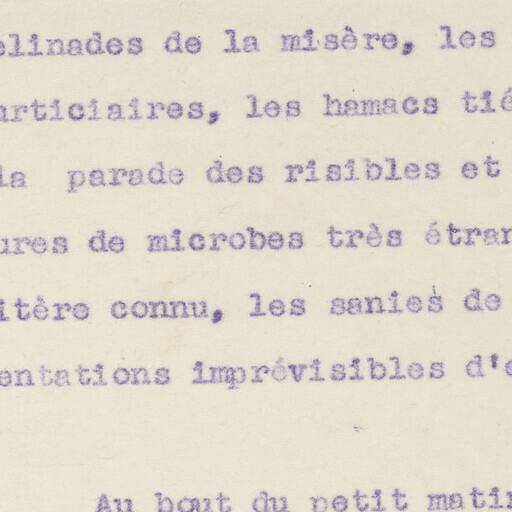 elinades de la misère, les
articiaires, les hamacs tié
la parade des risibles et
ures de microbes très étran
itère connu, les sanies de
entations imprévisibles d'e
Au bout du petit matin